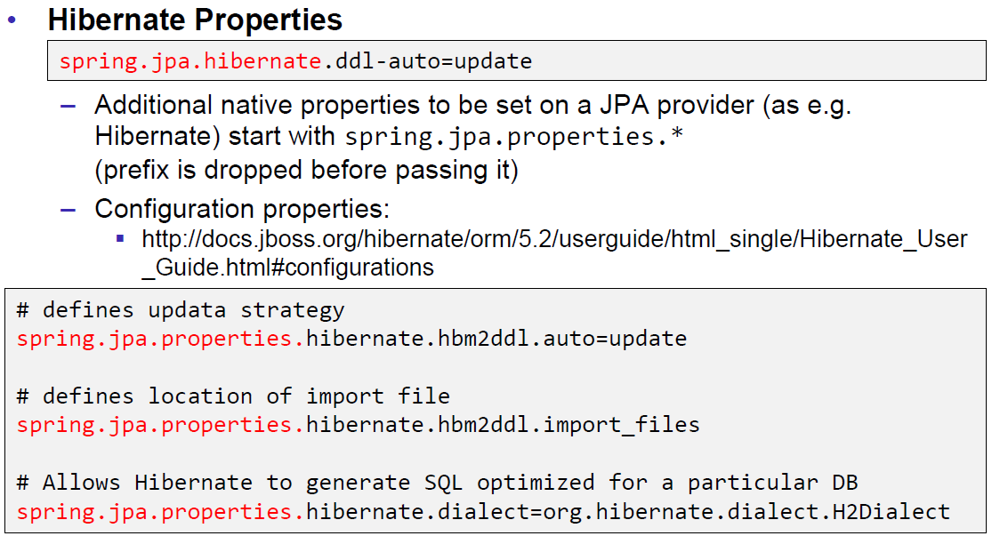 • Hibernate Properties
spring.jpa.hibernate.ddl-auto=update
– Additional native properties to be set on a JPA provider (as e.g.
Hibernate) start with spring.jpa.properties.*
(prefix is dropped before passing it)
– Configuration properties:
▪ http://docs.jboss.org/hibernate/orm/5.2/userguide/html_single/Hibernate_User
_Guide.html#configurations
# defines updata strategy
spring.jpa.properties.hibernate.hbm2ddl.auto=update
# defines location of import file
spring.jpa.properties.hibernate.hbm2ddl.import_files
# Allows Hibernate to generate SQL optimized for a particular DB
spring.jpa.properties.hibernate.dialect=org.hibernate.dialect.H2Dialect